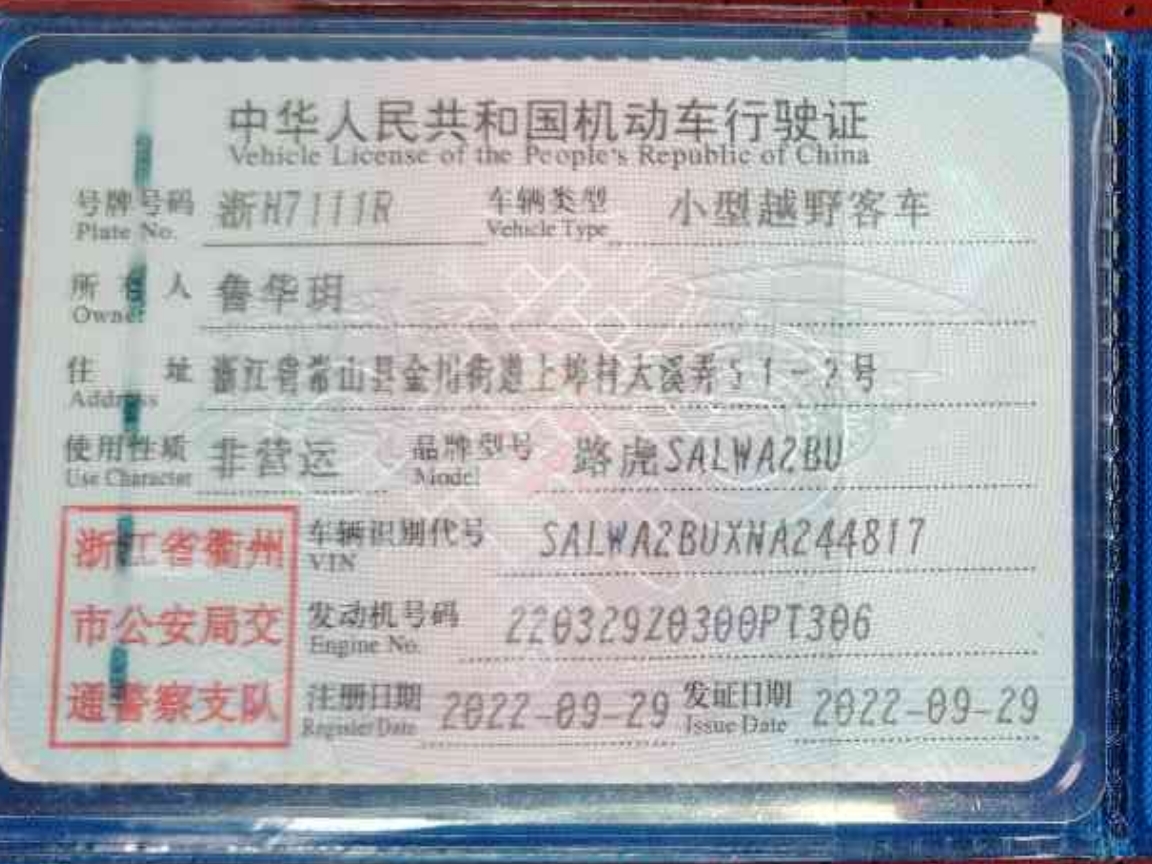 中华人民共和国机动车行驶证
Vehicle License of the People's Republic of China
号牌号码 浙H7111R 车辆类型 小型越野客车
Plate No. Vehicle Type
所有人 鲁华玥
Owner
住址 浙江省常山县金川街道上埠村大溪弄51-2号
Address
使用性质 非营运 品牌型号 路虎SALWA2BU
Use Character Model
浙江省衢州
市公安局交
通警察支队
车辆识别代号 SALWA2BUXNA244817
VIN
发动机号码 220329Z0300PT306
Engine No.
注册日期 2022-09-29 发证日期 2022-09-29
Register Date Issue Date